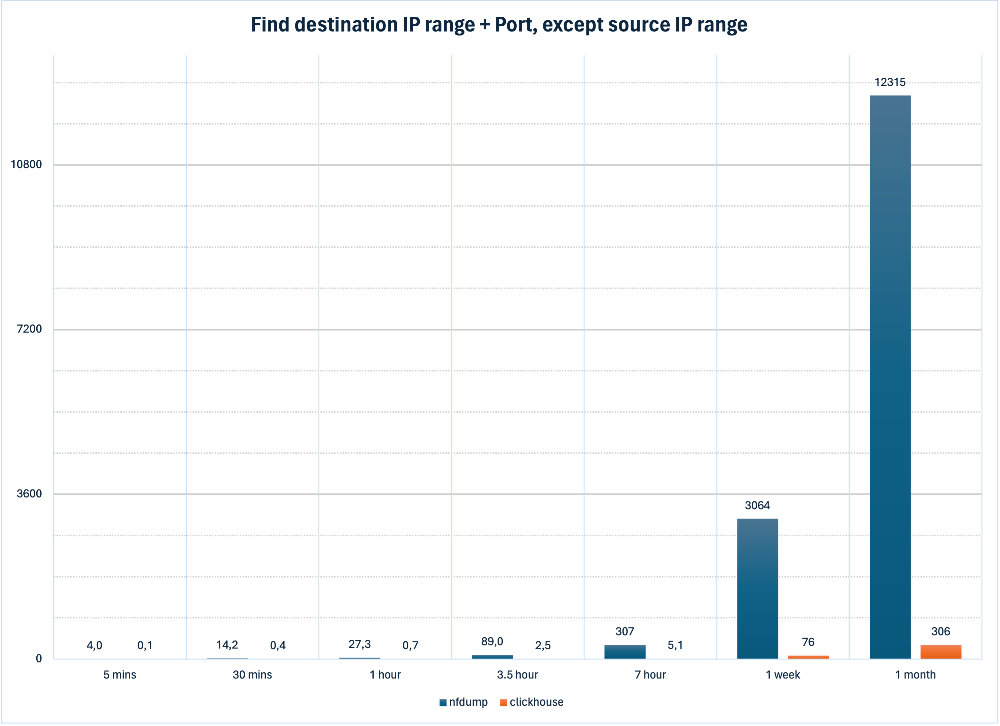 Find destination IP range + Port, except source IP range
12315
10800
7200
3600
3064
307
306
4,0
0,1
14,2
0,4
27,3
0,7
89,0
2,5
5,1
76
0
5 mins
30 mins
1 hour
3.5 hour
7 hour
1 week
1 month
nfdump
clickhouse